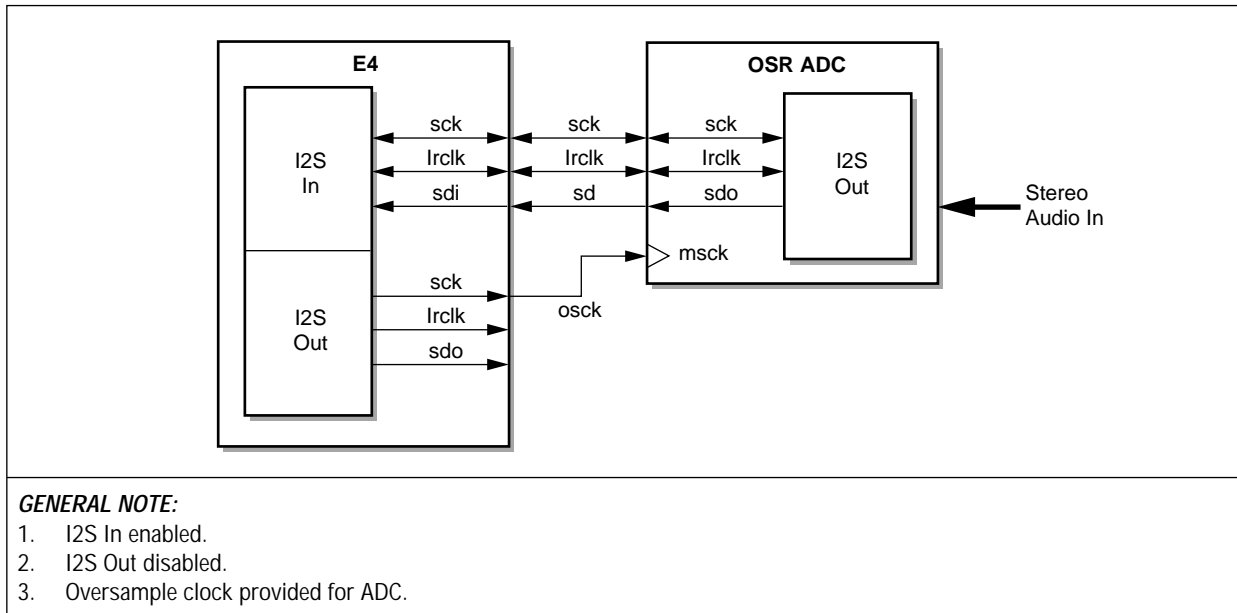 E4
OSR ADC
sck
sck
sck
lrclk
lrclk
lrclk
sdi
sd
sdo
I2S
In
I2S
Out
Stereo
Audio In
msck
sck
osck
lrclk
sdo
I2S
Out
GENERAL NOTE:
1. I2S In enabled.
2. I2S Out disabled.
3. Oversample clock provided for ADC.